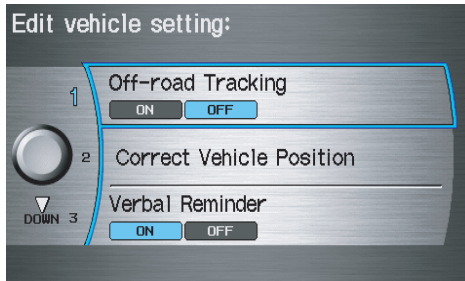 Edit vehicle setting:
1
Off-road Tracking
ON OFF
2 Correct Vehicle Position
Verbal Reminder
DOWN 3
ON OFF